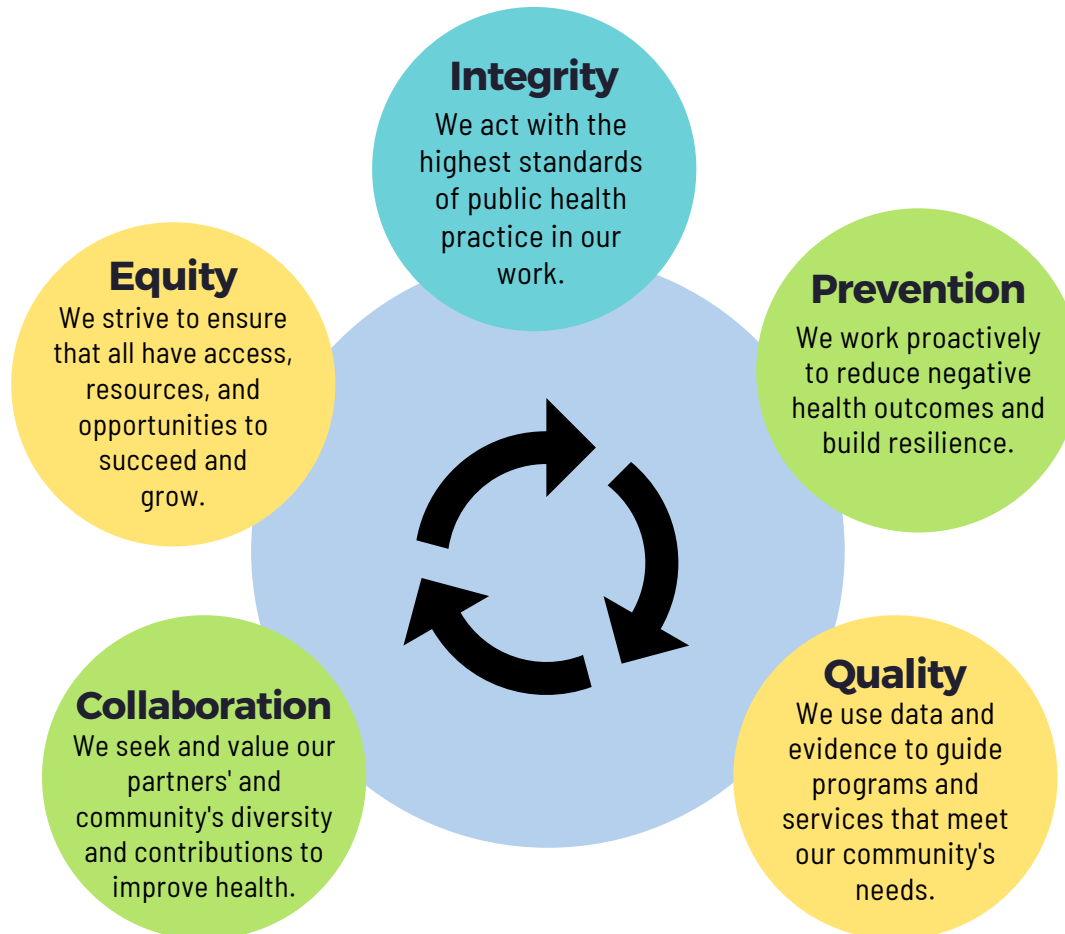 Integrity
We act with the
highest standards
of public health
practice in our
work.
Prevention
We work proactively
to reduce negative
health outcomes and
build resilience.
Quality
We use data and
evidence to guide
programs and
services that meet
our community's
needs.
Collaboration
We seek and value our
partners' and
community's diversity
and contributions to
improve health.
Equity
We strive to ensure
that all have access,
resources, and
opportunities to
succeed and
grow.